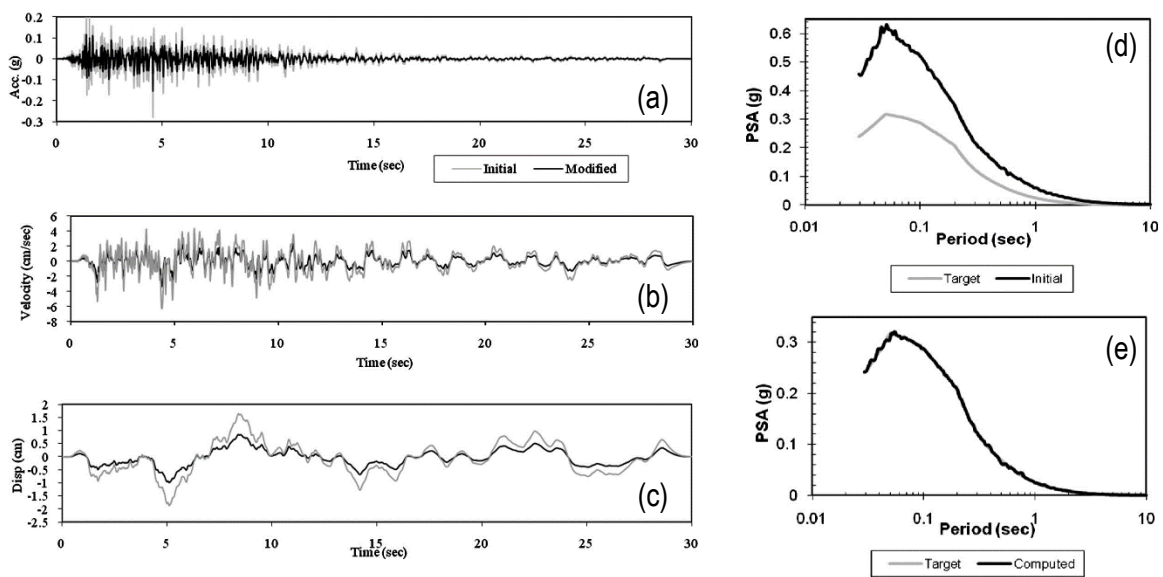 0.2
0.1
0
-0.1
-0.2
-0.3
Acc. (g)
0 5 10 15 20 25 30
Time (sec)
(a)
Initial Modified
6
4
2
0
-2
-4
-6
-8
Velocity (cm/sec)
0 5 10 15 20 25 30
Time (sec)
(b)
2
1.5
1
0.5
0
-0.5
-1
-1.5
-2
-2.5
Disp (cm)
0 5 10 15 20 25 30
Time (sec)
(c)
(d)
0.6
0.5
0.4
0.3
0.2
0.1
0
PSA (g)
0.01 0.1 1 10
Period (sec)
Target Initial
(e)
0.3
0.2
0.1
0
PSA (g)
0.01 0.1 1 10
Period (sec)
Target Computed